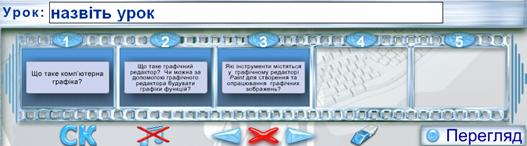 Урок: назвіть урок
1 2 3 4 5
Що таке комп'ютерна
графіка?
Що таке графічний
редактор? Чи можна за
допомогою графічного
редактора будувати
графіки функцій?
Які інструменти містяться
у графічному редакторі
Paint для створення та
опрацювання графічних
зображень?
СК
Перегляд